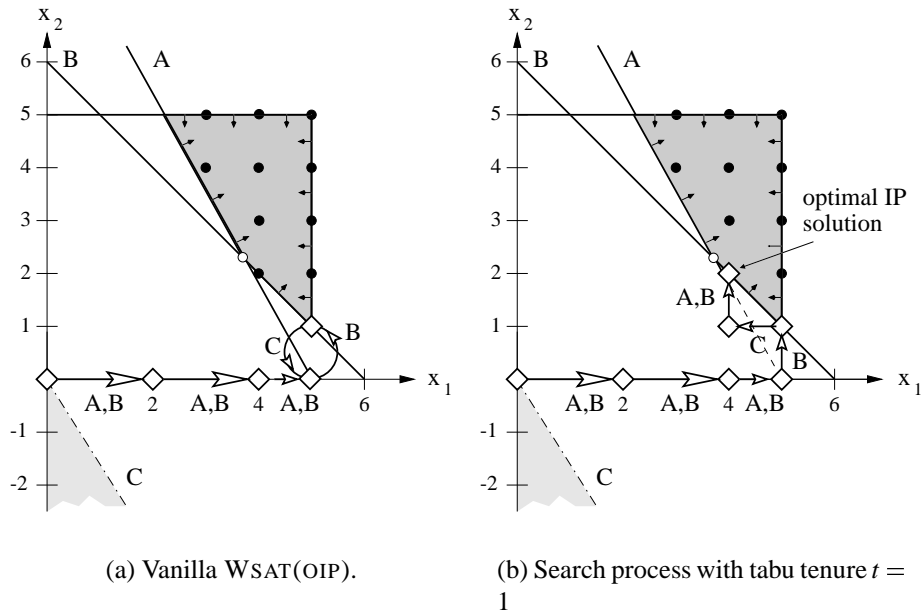 x2
6
B
A
5
4
3
2
1
C
B
x1
A,B
2
A,B
4
A,B
6
-1
-2
C
(a) Vanilla WSAT(OIP).
x2
6
B
A
5
4
3
optimal IP
solution
2
A,B
1
C
B
x1
A,B
2
A,B
4
A,B
6
-1
-2
C
(b) Search process with tabu tenure t =
1